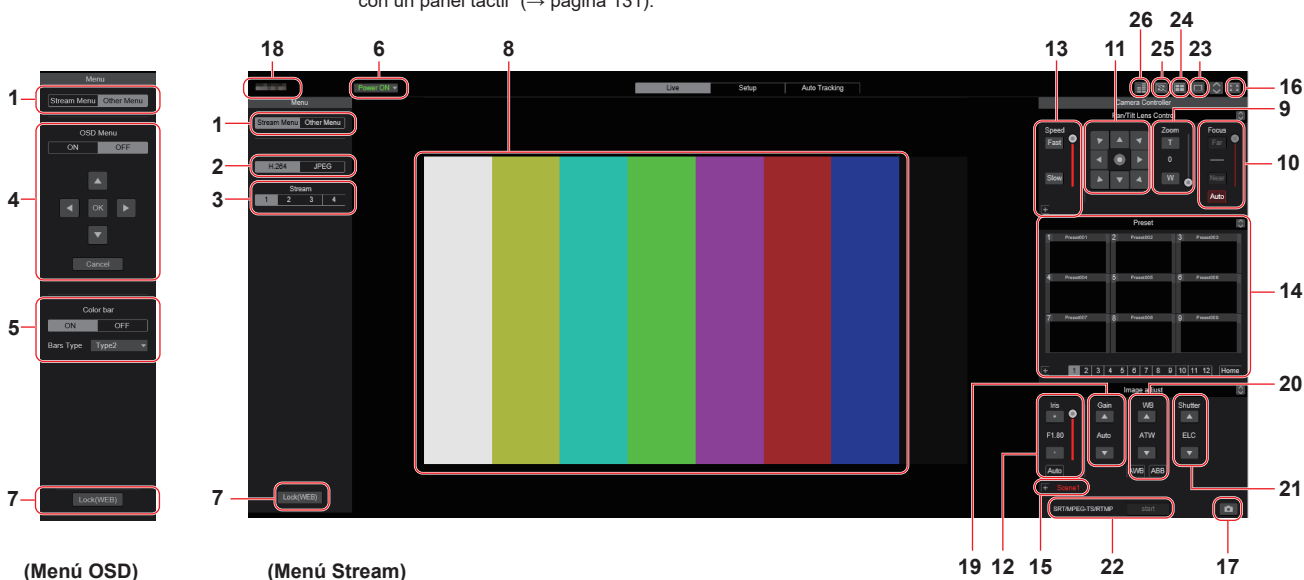 con un panel táctil" (→ página 131).
26 24
18 6 8 13 11 25 23
Menu
1 Stream Menu Other Menu
OSD Menu
ON OFF
4
OK
Cancel
Color bar
5 ON OFF
Bars Type Type2
7 Lock(WEB)
(Menú OSD)
Power ON
Live Setup Auto Tracking
16
Menu
1 Stream Menu Other Menu
2 H.264 JPEG
3 Stream
1 2 3 4
7 Lock(WEB)
(Menú Stream)
Camera Controller
9
Pan/Tilt Lens Control
Speed Zoom Focus
Fast T Far
0 10
Slow W Near
Auto
+
Preset
1 Preset001 2 Preset002 3 Preset003
4 Preset004 5 Preset005 6 Preset006
14
7 Preset007 8 Preset008 9 Preset009
+ 1 2 3 4 5 6 7 8 9 10 11 12 Home
20
Image adjust
Iris Gain WB Shutter
+
F1.80 Auto ATW ELC
-
Auto AWB ABB
+ Scene1
21
SRT/MPEG-TS/RTMP start
19 12 15 22 17